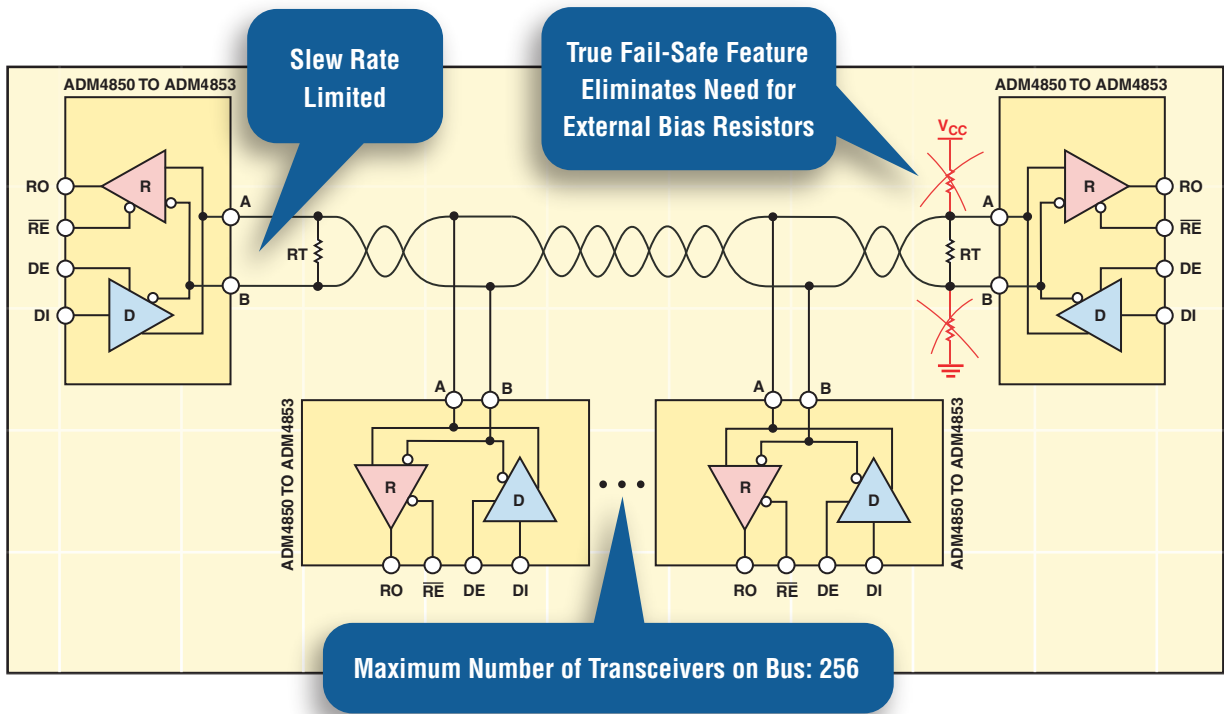 Slew Rate
Limited
True Fail-Safe Feature
Eliminates Need for
External Bias Resistors
ADM4850 TO ADM4853
RO
RE
DE
DI
R
D
A
B
RT
VCC
RT
ADM4850 TO ADM4853
A
B
R
D
RO
RE
DE
DI
ADM4850 TO ADM4853
A
B
R
D
RO
RE
DE
DI
•••
ADM4850 TO ADM4853
A
B
R
D
RO
RE
DE
DI
Maximum Number of Transceivers on Bus: 256